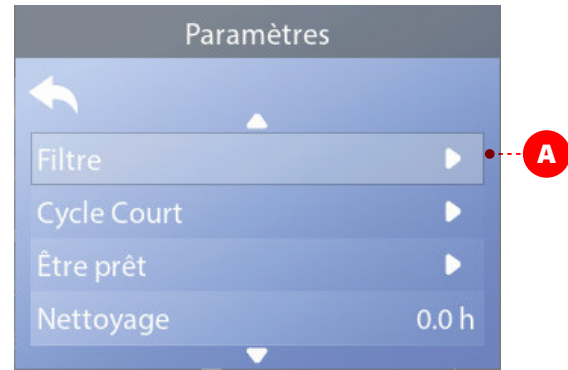 Paramètres
Filtre
A
Cycle Court
Être prêt
Nettoyage 0.0 h